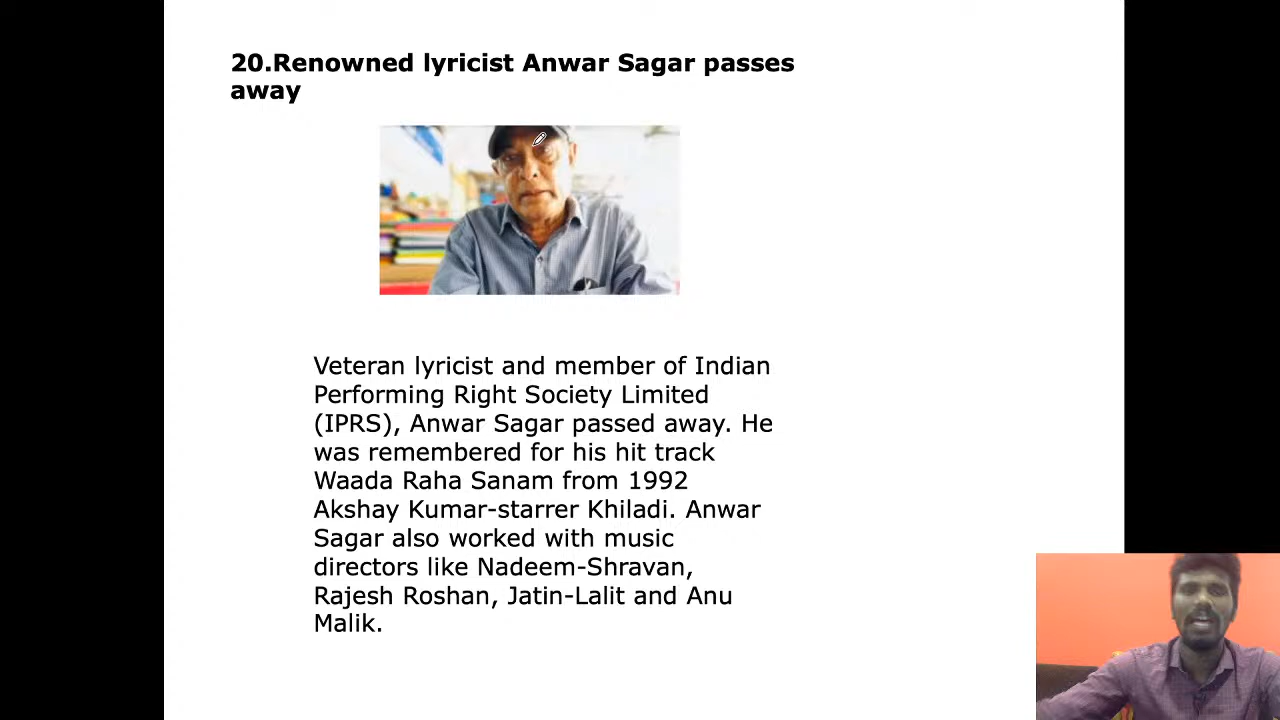 20.Renowned lyricist Anwar Sagar passes
away
Veteran lyricist and member of Indian
Performing Right Society Limited
(IPRS), Anwar Sagar passed away. He
was remembered for his hit track
Waada Raha Sanam from 1992
Akshay Kumar-starrer Khiladi. Anwar
Sagar also worked with music
directors like Nadeem-Shravan,
Rajesh Roshan, Jatin-Lalit and Anu
Malik.